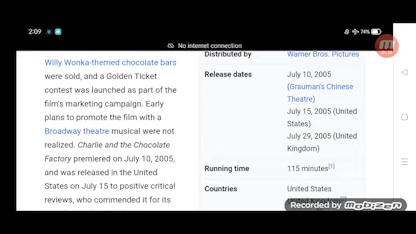 2:09
74%
No internet connection
Willy Wonka-themed chocolate bars
were sold, and a Golden Ticket
contest was launched as part of the
film's marketing campaign. Early
plans to promote the film with a
Broadway theatre musical were not
realized. Charlie and the Chocolate
Factory premiered on July 10, 2005,
and was released in the United
States on July 15 to positive critical
reviews, who commended it for its
Distributed by Warner Bros. Pictures
Release dates July 10, 2005
(Grauman's Chinese
Theatre)
July 15, 2005 (United
States)
July 29, 2005 (United
Kingdom)
Running time 115 minutes[1]
Countries United States
Recorded by mobizen